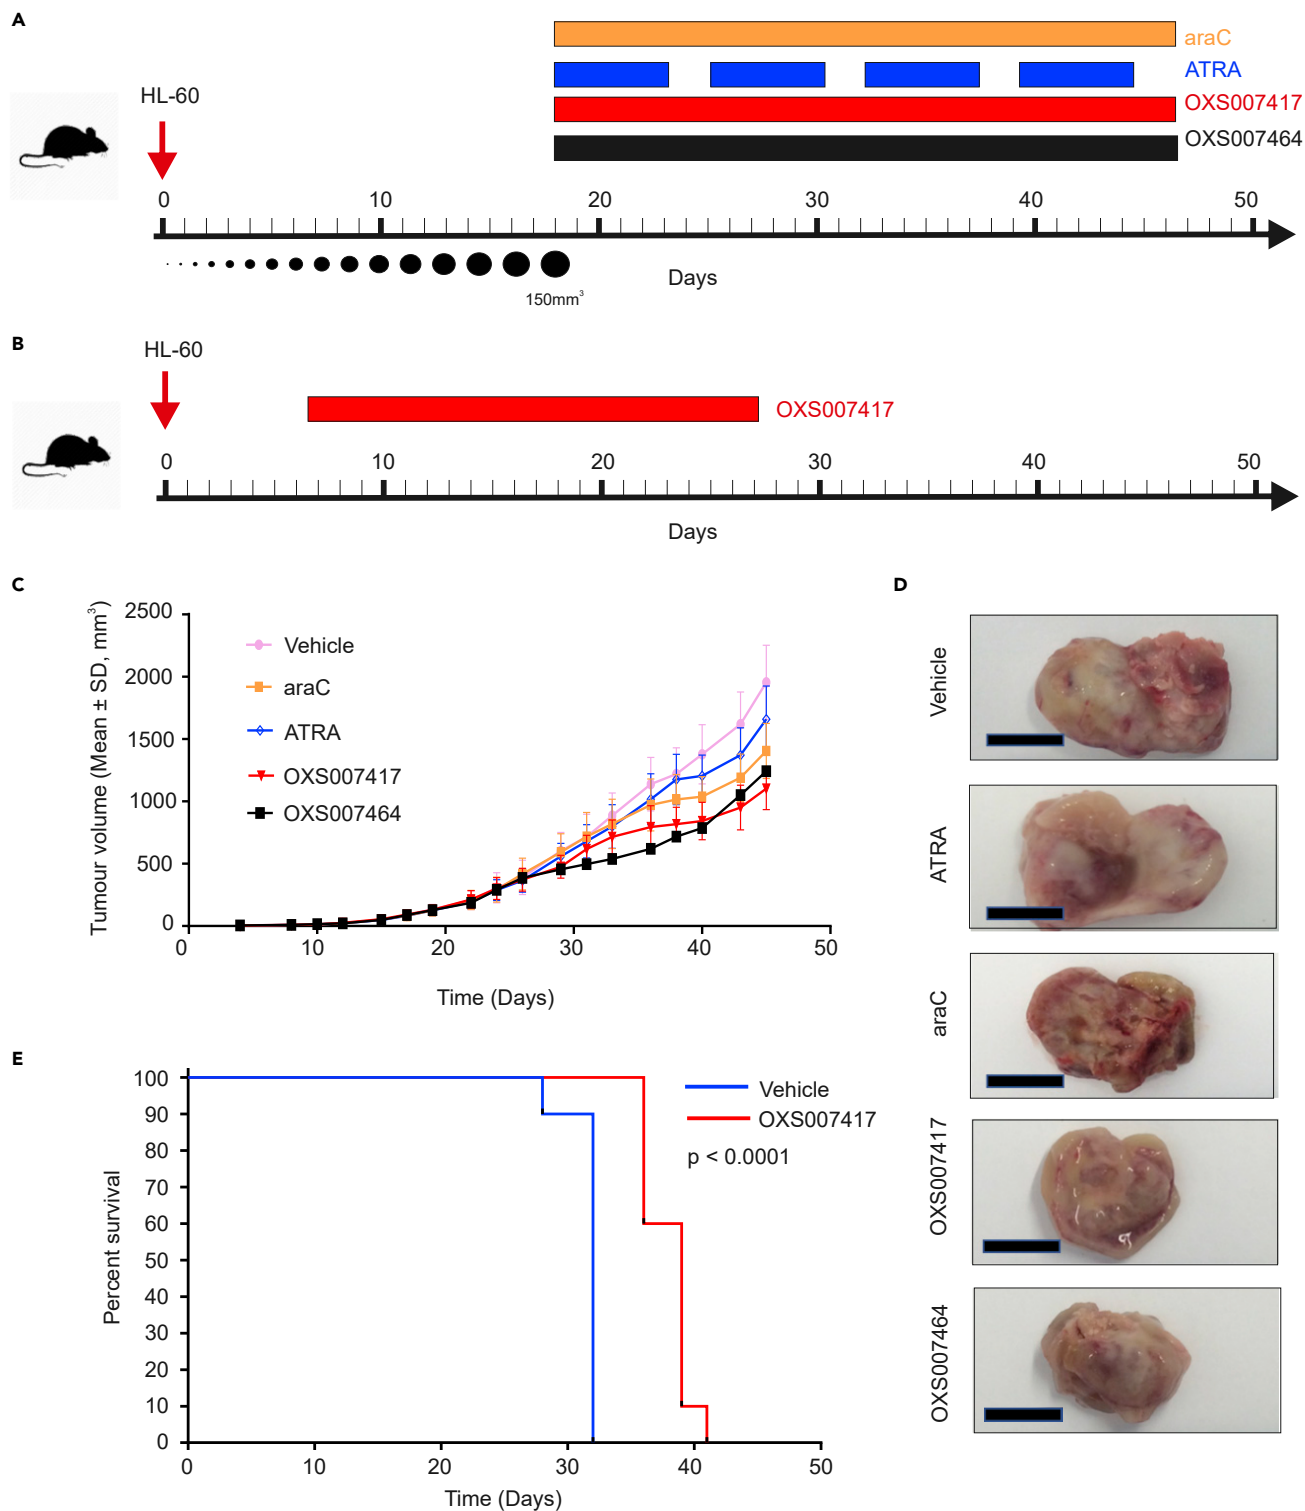 A
araC
ATRA
OXS007417
OXS007464
HL-60
0 10 20 30 40 50
150mm³
Days
B
HL-60
OXS007417
0 10 20 30 40 50
Days
C
Tumour volume (Mean ± SD, mm³)
2500
2000
1500
1000
500
0
Vehicle
araC
ATRA
OXS007417
OXS007464
0 10 20 30 40 50
Time (Days)
D
Vehicle
ATRA
araC
OXS007417
OXS007464
E
Percent survival
100
90
80
70
60
50
40
30
20
10
0
Vehicle
OXS007417
p < 0.0001
0 10 20 30 40 50
Time (Days)